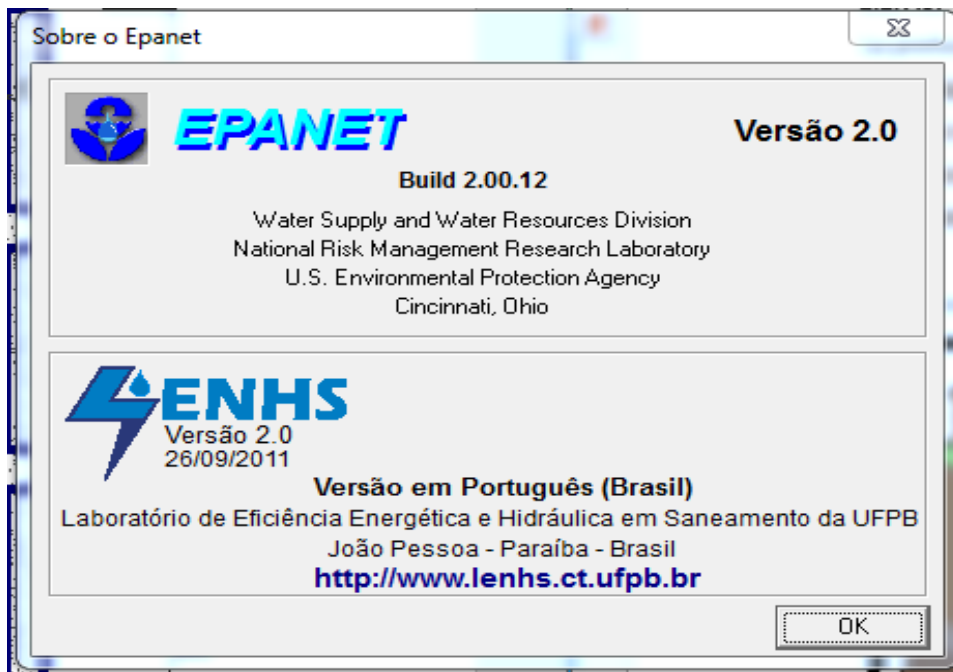 Sobre o Epanet
EPANET
Versão 2.0
Build 2.00.12
Water Supply and Water Resources Division
National Risk Management Research Laboratory
U.S. Environmental Protection Agency
Cincinnati, Ohio
LENHS
Versão 2.0
26/09/2011
Versão em Português (Brasil)
Laboratório de Eficiência Energética e Hidráulica em Saneamento da UFPB
João Pessoa - Paraíba - Brasil
http://www.lenhs.ct.ufpb.br
OK